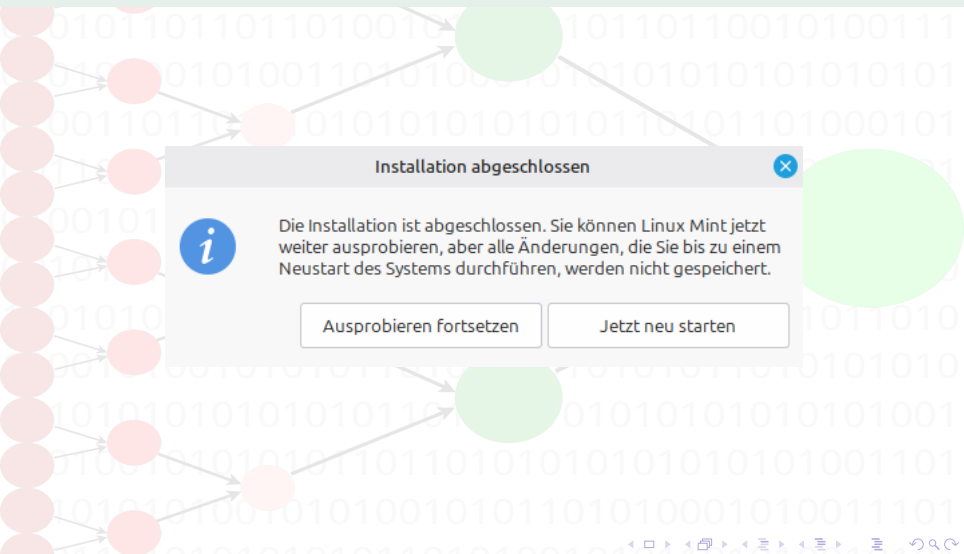 Installation abgeschlossen
Die Installation ist abgeschlossen. Sie können Linux Mint jetzt
weiter ausprobieren, aber alle Änderungen, die Sie bis zu einem
Neustart des Systems durchführen, werden nicht gespeichert.
Ausprobieren fortsetzen
Jetzt neu starten